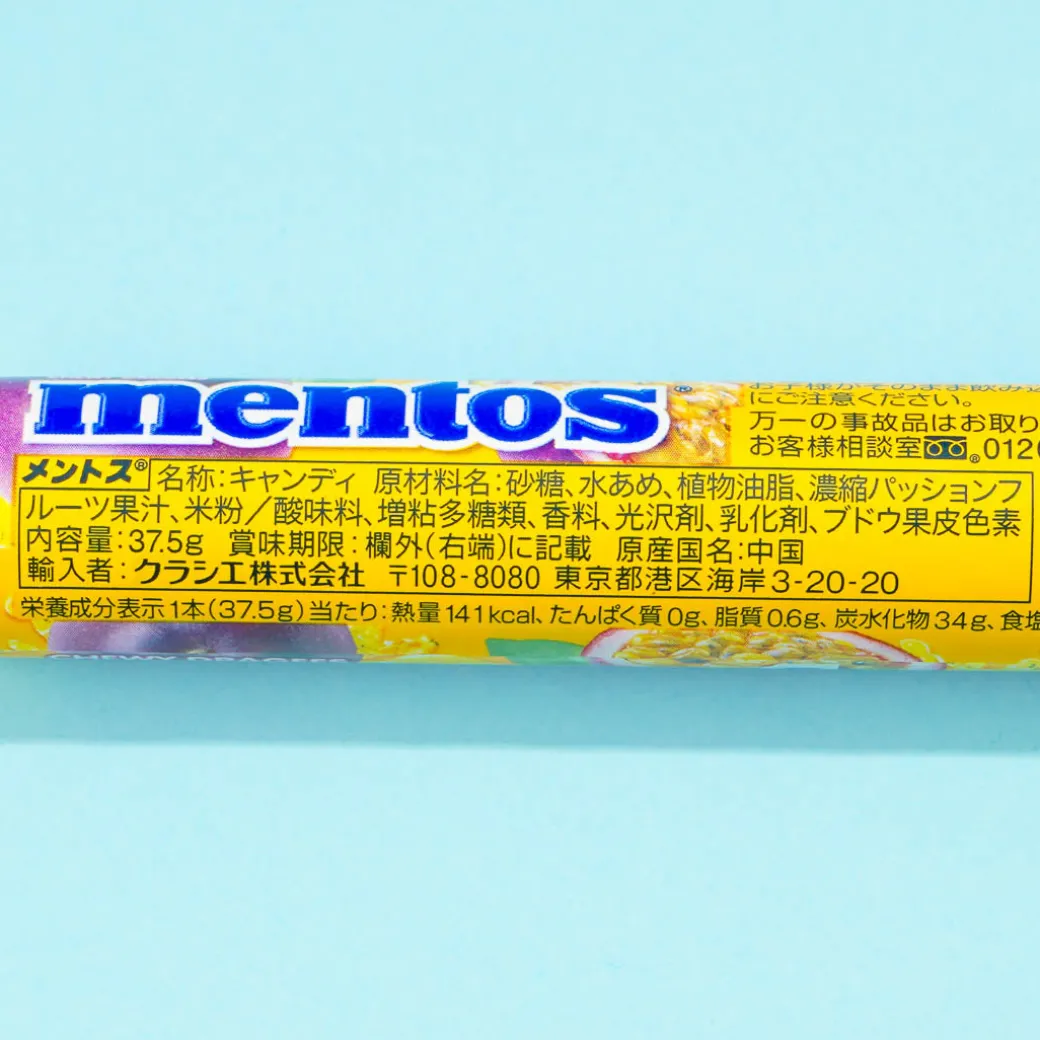 mentos®
にご注意ください。
万一の事故品はお取り
お客様相談室 ®012
メントス® 名称:キャンディ 原材料名:砂糖、水あめ、植物油脂、濃縮パッションフ
ルーツ果汁、米粉/酸味料、増粘多糖類、香料、光沢剤、乳化剤、ブドウ果皮色素
内容量:37.5g 賞味期限:欄外(右端)に記載 原産国名:中国
輸入者:クラシエ株式会社 〒108-8080 東京都港区海岸3-20-20
栄養成分表示1本(37.5g)当たり:熱量141kcal、たんぱく質0g、脂質0.6g、炭水化物34g、食塩